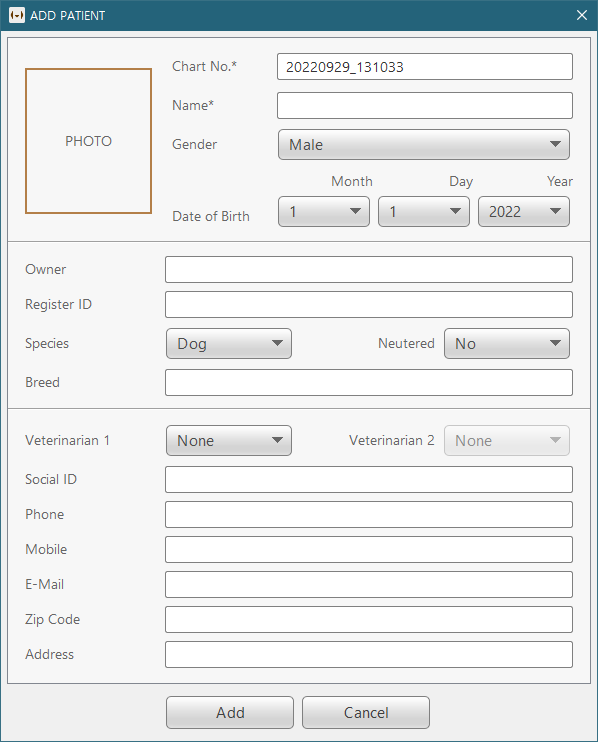 ADD PATIENT
PHOTO
Chart No.* 20220929_131033
Name*
Gender Male
Month Day Year
Date of Birth 1 1 2022
Owner
Register ID
Species Dog Neutered No
Breed
Veterinarian 1 None Veterinarian 2 None
Social ID
Phone
Mobile
E-Mail
Zip Code
Address
Add Cancel